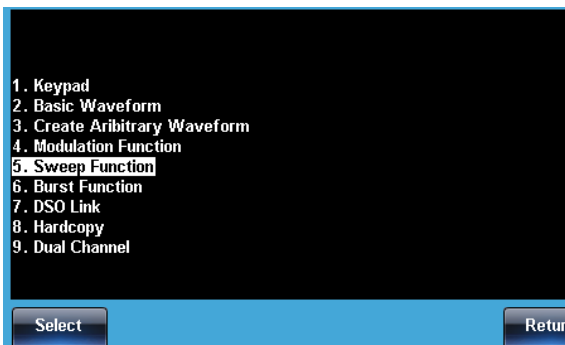 1. Keypad
2. Basic Waveform
3. Create Aribitrary Waveform
4. Modulation Function
5. Sweep Function
6. Burst Function
7. DSO Link
8. Hardcopy
9. Dual Channel
Select
Retur